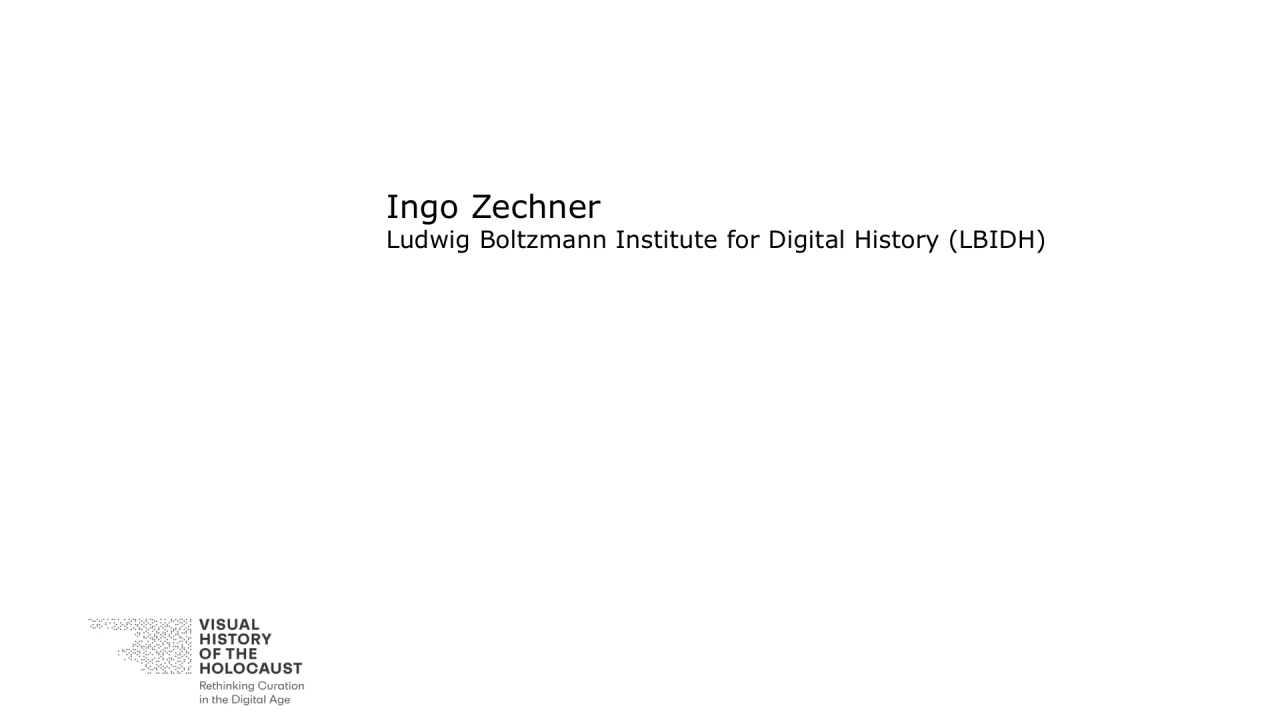 Ingo Zechner
Ludwig Boltzmann Institute for Digital History (LBIDH)
VISUAL
HISTORY
OF THE
HOLOCAUST
Rethinking Curation
in the Digital Age